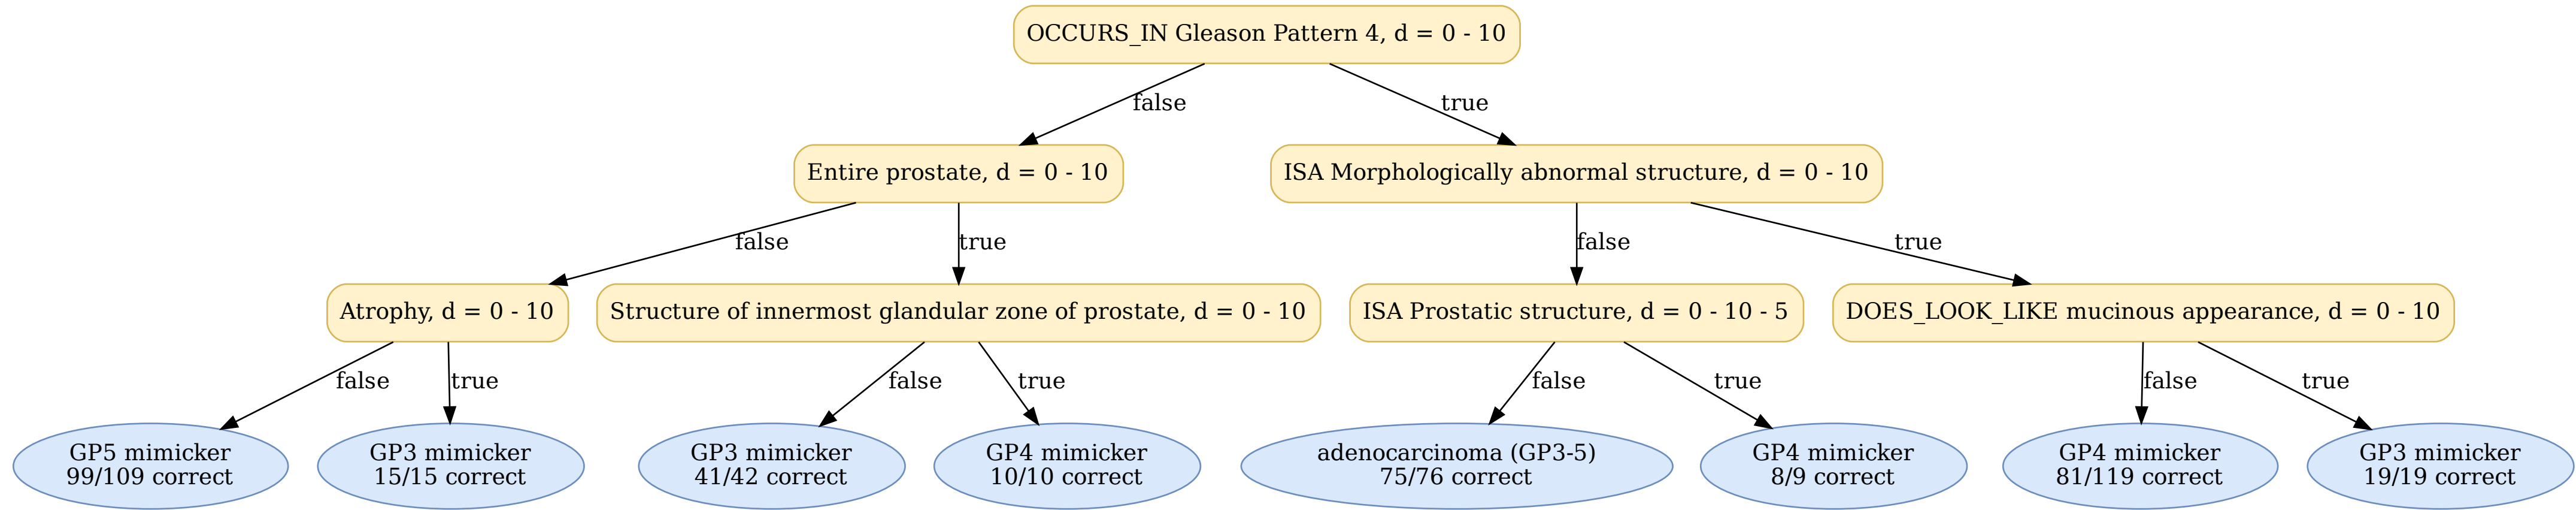 OCCURS_IN Gleason Pattern 4, d = 0 - 10
false
true
Entire prostate, d = 0 - 10
ISA Morphologically abnormal structure, d = 0 - 10
false
true
false
true
Atrophy, d = 0 - 10
Structure of innermost glandular zone of prostate, d = 0 - 10
ISA Prostatic structure, d = 0 - 10 - 5
DOES_LOOK_LIKE mucinous appearance, d = 0 - 10
false
true
false
true
false
true
false
true
GP5 mimicker
99/109 correct
GP3 mimicker
15/15 correct
GP3 mimicker
41/42 correct
GP4 mimicker
10/10 correct
adenocarcinoma (GP3-5)
75/76 correct
GP4 mimicker
8/9 correct
GP4 mimicker
81/119 correct
GP3 mimicker
19/19 correct